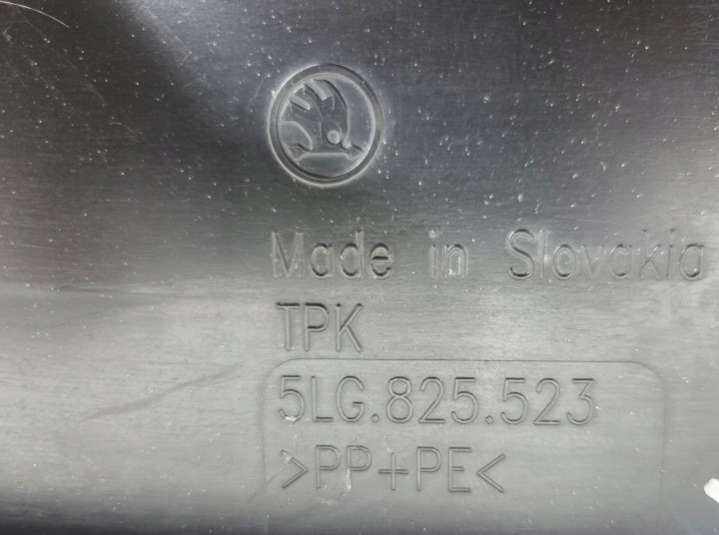 Made in Slovakia
TPK
5LG.825.523
>PP+PE<